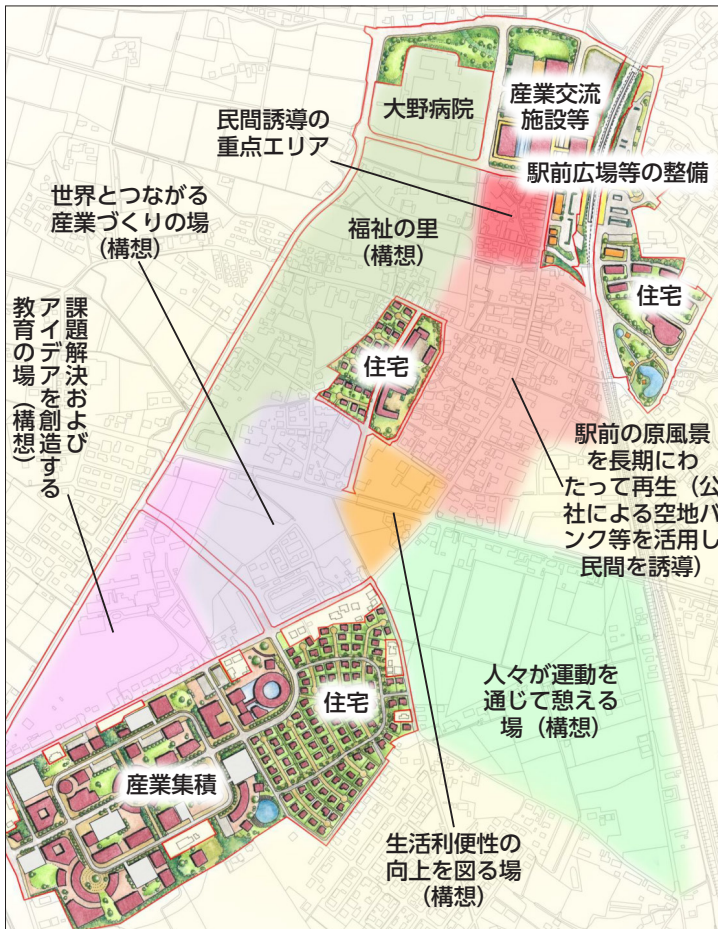 大野病院
産業交流
施設等
民間誘導の
重点エリア
駅前広場等の整備
世界とつながる
産業づくりの場
(構想)
福祉の里
(構想)
住宅
課題解決および
アイデアを創造する
教育の場(構想)
住宅
駅前の原風景
を長期にわ
たって再生(公
社による空地バ
ンク等を活用し
民間を誘導)
人々が運動を
通じて憩える
場(構想)
住宅
産業集積
生活利便性の
向上を図る場
(構想)